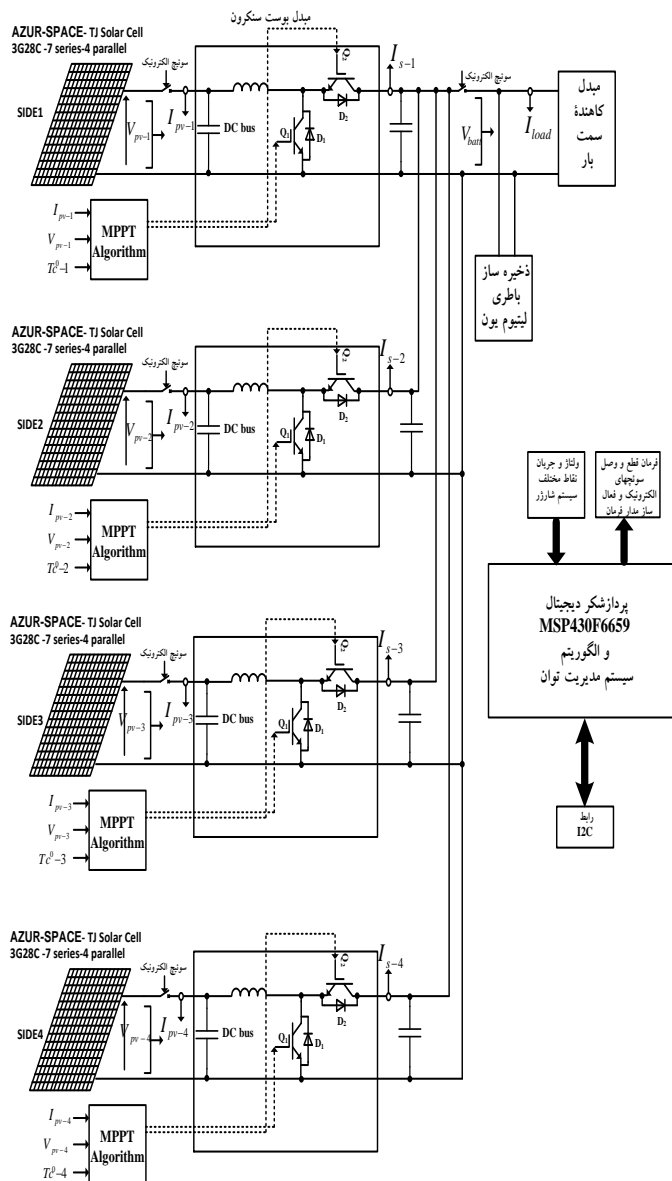 AZUR-SPACE- TJ Solar Cell
3G28C -7 series-4 parallel
سوئیچ الکترونیک
مبدل بوست سنکرون
SIDE1
V pv-1
I pv-1
DC bus
Q1
D1
Q2
D2
I s-1
سوئیچ الکترونیک
V batt
I load
مبدل
کاهندۀ
سمت
بار
I pv-1
V pv-1
Tc0-1
MPPT
Algorithm
ذخیره ساز
باطری
لیتیوم یون
AZUR-SPACE- TJ Solar Cell
3G28C -7 series-4 parallel
سوئیچ الکترونیک
SIDE2
V pv-2
I pv-2
DC bus
Q1
D1
Q2
D2
I s-2
I pv-2
V pv-2
Tc0-2
MPPT
Algorithm
ولتاژ و جریان
نقاط مختلف
سیستم شارژر
فرمان قطع و وصل
سوئچهای
الکترونیک و فعال
ساز مدار فرمان
پردازشگر دیجیتال
MSP430F6659
و الگوریتم
سیستم مدیریت توان
رابط
I2C
AZUR-SPACE- TJ Solar Cell
3G28C -7 series-4 parallel
سوئیچ الکترونیک
SIDE3
V pv-3
I pv-3
DC bus
Q1
D1
Q2
D2
I s-3
I pv-3
V pv-3
Tc0-3
MPPT
Algorithm
AZUR-SPACE- TJ Solar Cell
3G28C -7 series-4 parallel
سوئیچ الکترونیک
SIDE4
V pv-4
I pv-4
DC bus
Q1
D1
Q2
D2
I s-4
I pv-4
V pv-4
Tc0-4
MPPT
Algorithm